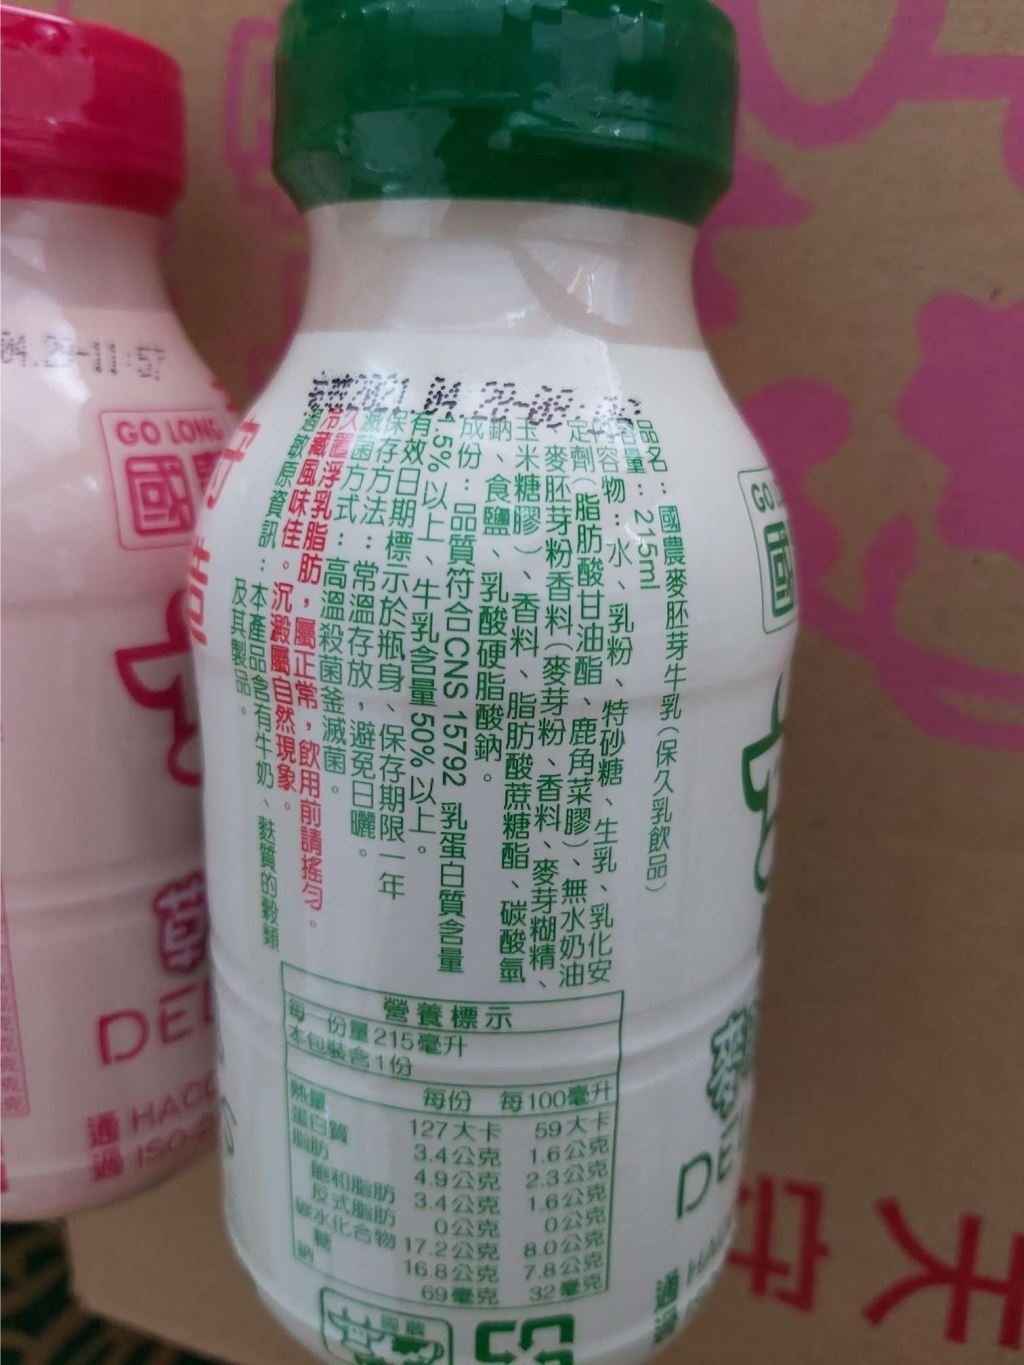 品名：國農麥胚芽牛乳（保久乳飲品）
容量：215ml
內容物：水、乳粉、特砂糖、生乳、乳化安
定劑（脂肪酸甘油酯、鹿角菜膠）、無水奶油
、麥胚芽粉香料（麥芽粉、香料、麥芽糊精、
玉米糖膠）、香料、脂肪酸蔗糖酯、碳酸氫
鈉、食鹽、乳酸硬脂酸鈉。
成份：品質符合CNS 15792 乳蛋白質含量
1.5%以上、牛乳含量50%以上。
有效日期標示於瓶身、保存期限一年
保存方法：常溫存放，避免日曬。
滅菌方式：高溫殺菌釜滅菌。
久置浮乳脂肪，屬正常，飲用前請搖勻。
冷藏風味佳。沉澱屬自然現象。
過敏原資訊：本產品含有牛奶、麩質的穀類
及其製品。
營養標示
每一份量215毫升
本包裝含1份
每份 每100毫升
熱量 127大卡 59大卡
蛋白質 3.4公克 1.6公克
脂肪 4.9公克 2.3公克
飽和脂肪 3.4公克 1.6公克
反式脂肪 0公克 0公克
碳水化合物 17.2公克 8.0公克
糖 16.8公克 7.8公克
鈉 69毫克 32毫克
國農
GO LONG
國農
草
DE
通 HAC
過 ISO-2
GO
國
麥
DE
通 HA
天